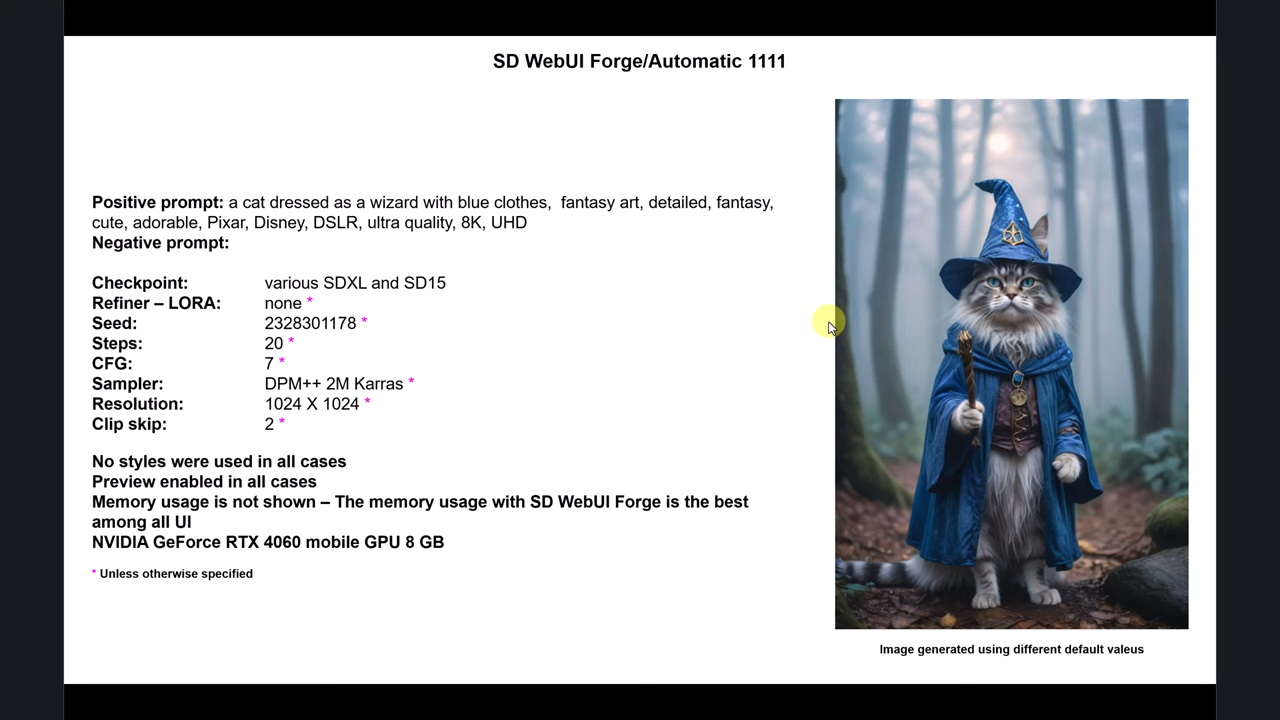 SD WebUI Forge/Automatic 1111
Positive prompt: a cat dressed as a wizard with blue clothes,  fantasy art, detailed, fantasy,
cute, adorable, Pixar, Disney, DSLR, ultra quality, 8K, UHD
Negative prompt:
Checkpoint: various SDXL and SD15
Refiner – LORA: none *
Seed: 2328301178 *
Steps: 20 *
CFG: 7 *
Sampler: DPM++ 2M Karras *
Resolution: 1024 X 1024 *
Clip skip: 2 *
No styles were used in all cases
Preview enabled in all cases
Memory usage is not shown – The memory usage with SD WebUI Forge is the best
among all UI
NVIDIA GeForce RTX 4060 mobile GPU 8 GB
* Unless otherwise specified
Image generated using different default valeus